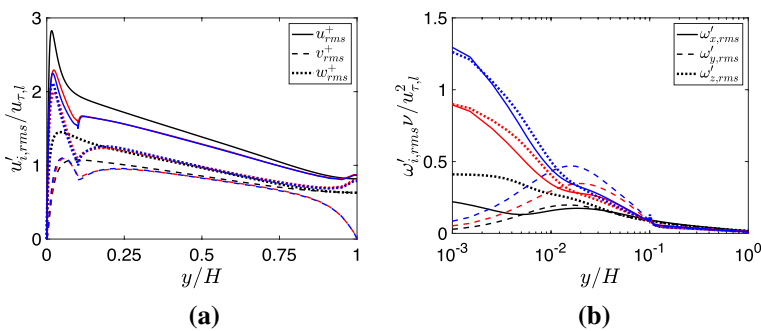 u^+_{rms}
v^+_{rms}
w^+_{rms}
3
2
1
0
0 0.25 0.5 0.75 1
y/H
u'_{i,rms}/u_{τ,l}
(a)
ω'_{x,rms}
ω'_{y,rms}
ω'_{z,rms}
1.5
1
0.5
0
10^{-3} 10^{-2} 10^{-1} 10^0
y/H
ω'_{i,rms}ν/u^2_{τ,l}
(b)